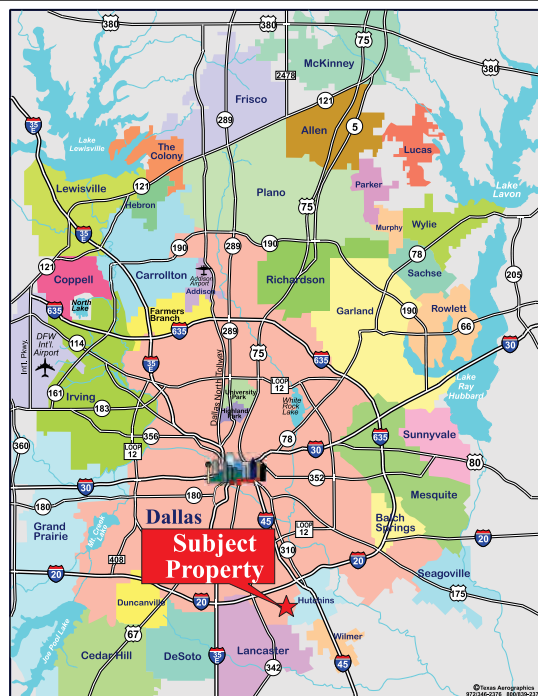 380
380
75
380
McKinney
2478
Frisco
121
35
E
289
Allen
5
Lake
Lewisville
The
Colony
Lucas
Lewisville
121
Plano
Parker
Lake
Lavon
Hebron
75
Murphy
Wylie
35
E
190
289
190
78
121
Coppell
Carrollton
Addison
Airport
Addison
Richardson
Sachse
205
North
Lake
635
Farmers
Branch
635
Garland
190
Rowlett
66
Int'l. Pkwy.
DFW
Int'l.
Airport
114
289
75
635
30
35
E
Dallas North Tollway
LOOP
12
Lake
Ray
Hubbard
161
Irving
183
University
Park
Highland
Park
White
Rock
Lake
360
356
LOOP
12
78
30
635
Sunnyvale
80
30
180
352
Mesquite
180
Grand
Prairie
Mt. Creek
Lake
Dallas
45
LOOP
12
Balch
Springs
20
Subject
Property
310
20
408
20
Seagoville
175
Duncanville
20
Hutchins
Joe Pool Lake
67
Wilmer
Cedar Hill
DeSoto
35
E
Lancaster
342
45
©Texas Aerographics